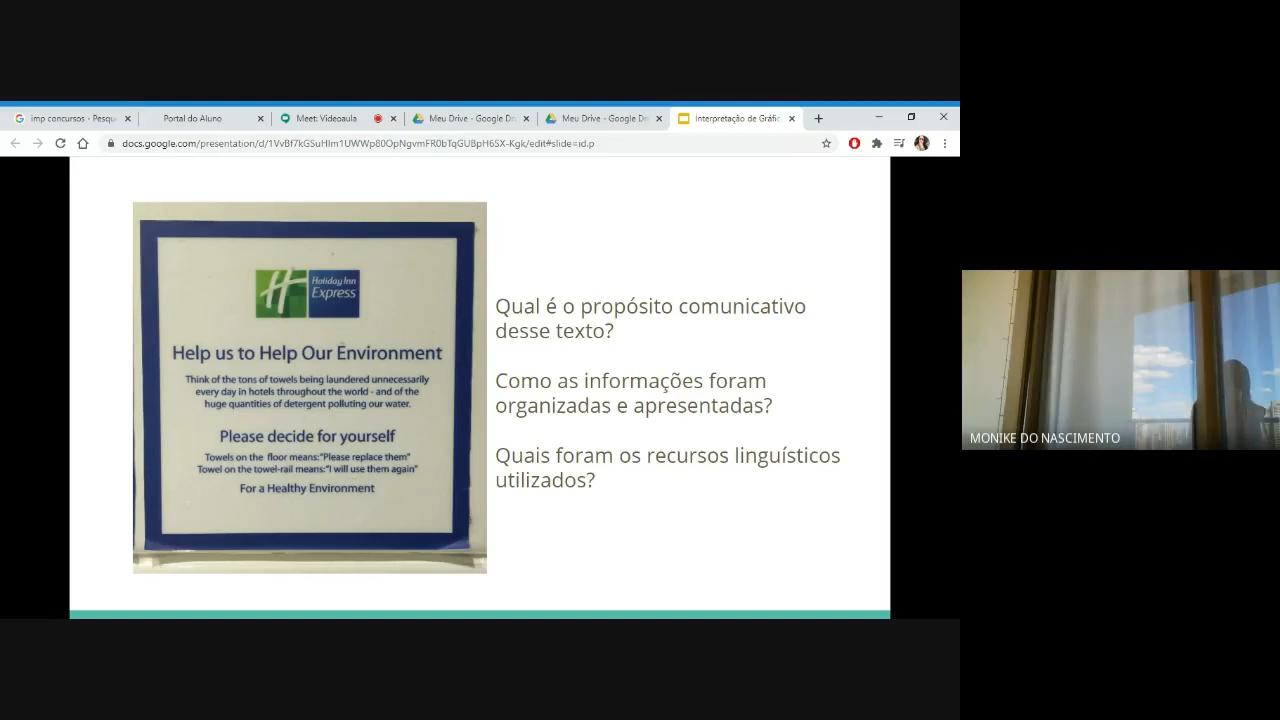 imp concursos - Pesqu
Portal do Aluno
Meet: Videoaula
Meu Drive - Google Dr
Meu Drive - Google Dr
Interpretação de Gráfic
docs.google.com/presentation/d/1VvBf7kGSuHlm1UWWp80OpNgvmFR0bTqGUBpH6SX-Kgk/edit#slide=id.p
Holiday Inn
Express
Help us to Help Our Environment
Think of the tons of towels being laundered unnecessarily
every day in hotels throughout the world - and of the
huge quantities of detergent polluting our water.
Please decide for yourself
Towels on the floor means:"Please replace them"
Towel on the towel-rail means:"I will use them again"
For a Healthy Environment
Qual é o propósito comunicativo
desse texto?
Como as informações foram
organizadas e apresentadas?
Quais foram os recursos linguísticos
utilizados?
MONIKE DO NASCIMENTO